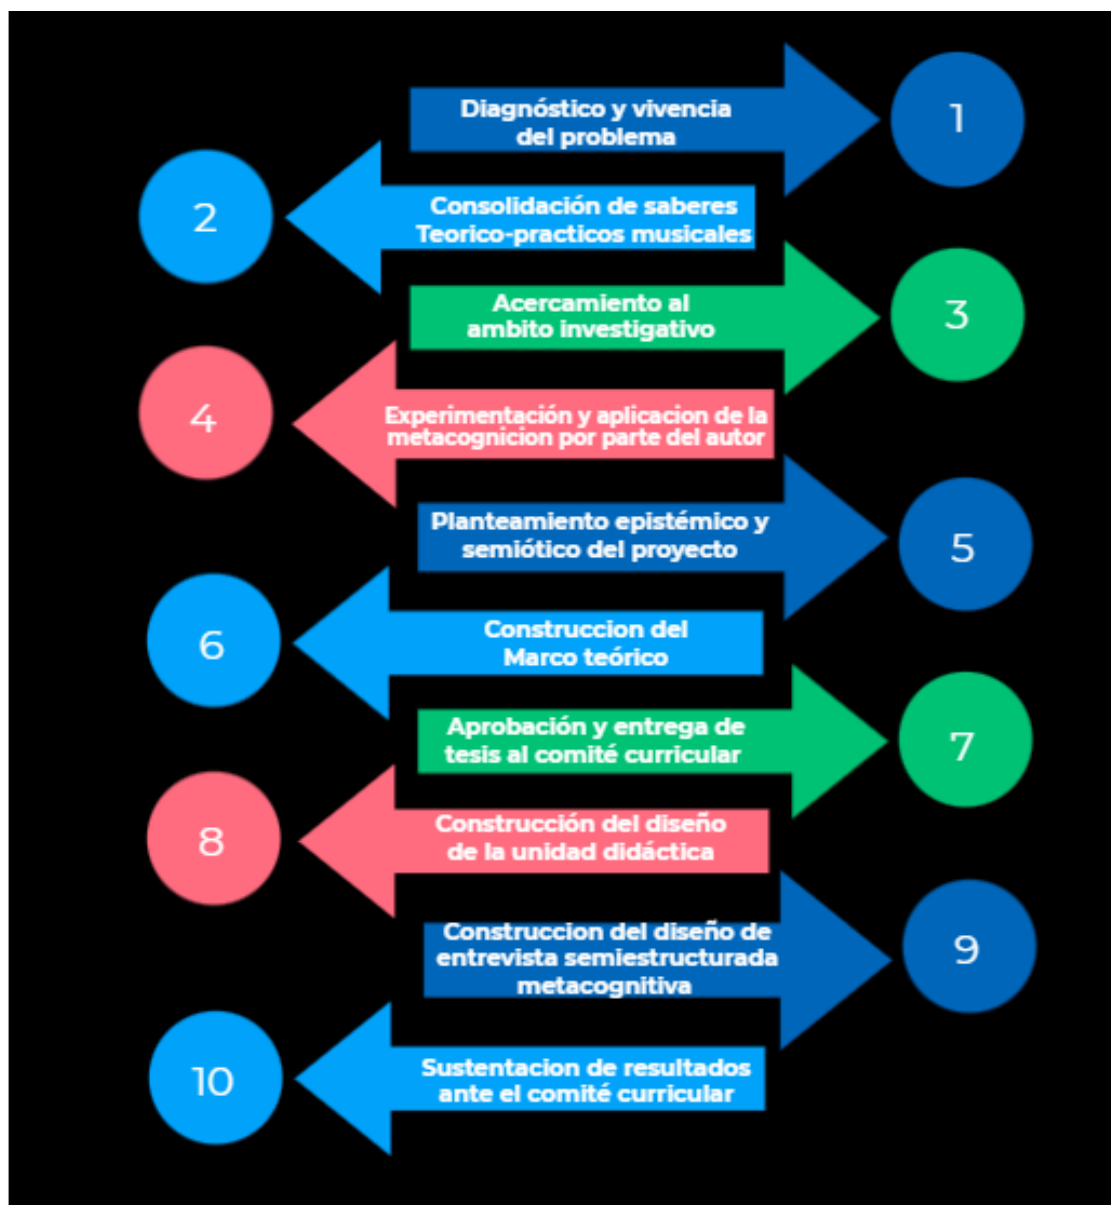 Diagnóstico y vivencia
del problema
1
2
Consolidación de saberes
Teorico-practicos musicales
Acercamiento al
ambito investigativo
3
4
Experimentación y aplicacion de la
metacognicion por parte del autor
Planteamiento epistémico y
semiótico del proyecto
5
6
Construccion del
Marco teórico
Aprobación y entrega de
tesis al comité curricular
7
8
Construcción del diseño
de la unidad didáctica
Construccion del diseño de
entrevista semiestructurada
metacognitiva
9
10
Sustentacion de resultados
ante el comité curricular